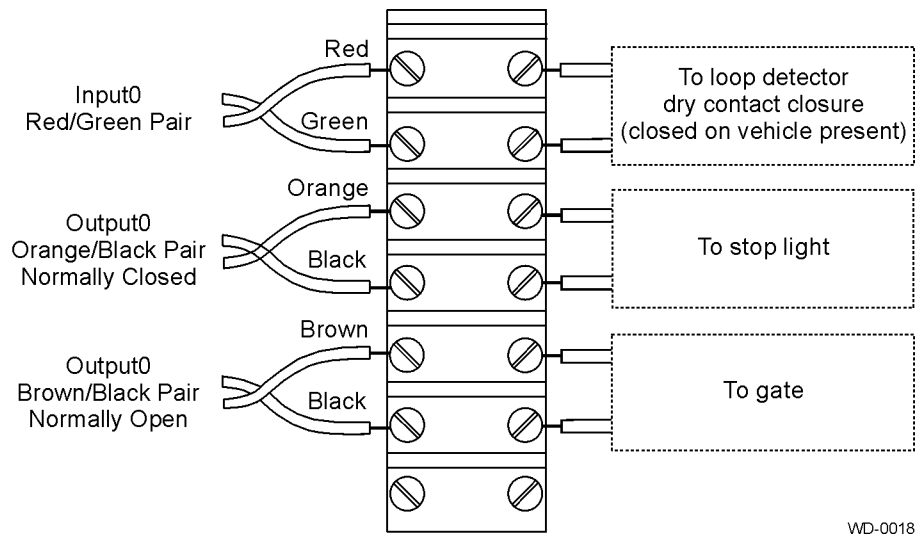 Red
Input0
Red/Green Pair
Green
To loop detector
dry contact closure
(closed on vehicle present)
Orange
Output0
Orange/Black Pair
Normally Closed
Black
To stop light
Brown
Output0
Brown/Black Pair
Normally Open
Black
To gate
WD-0018